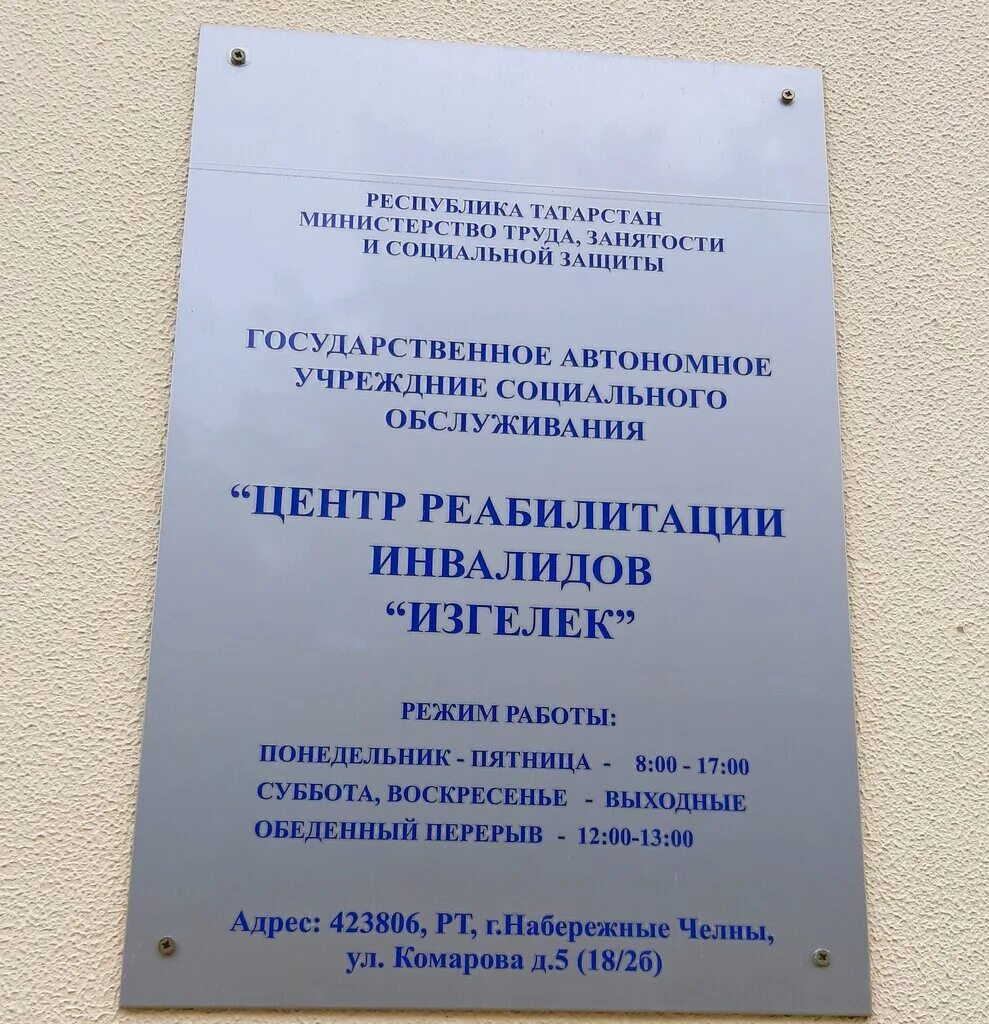 РЕСПУБЛИКА ТАТАРСТАН
МИНИСТЕРСТВО ТРУДА, ЗАНЯТОСТИ
И СОЦИАЛЬНОЙ ЗАЩИТЫ
ГОСУДАРСТВЕННОЕ АВТОНОМНОЕ
УЧРЕЖДНИЕ СОЦИАЛЬНОГО
ОБСЛУЖИВАНИЯ
“ЦЕНТР РЕАБИЛИТАЦИИ
ИНВАЛИДОВ
“ИЗГЕЛЕК”
РЕЖИМ РАБОТЫ:
ПОНЕДЕЛЬНИК - ПЯТНИЦА - 8:00 - 17:00
СУББОТА, ВОСКРЕСЕНЬЕ - ВЫХОДНЫЕ
ОБЕДЕННЫЙ ПЕРЕРЫВ - 12:00-13:00
Адрес: 423806, РТ, г.Набережные Челны,
ул. Комарова д.5 (18/2б)